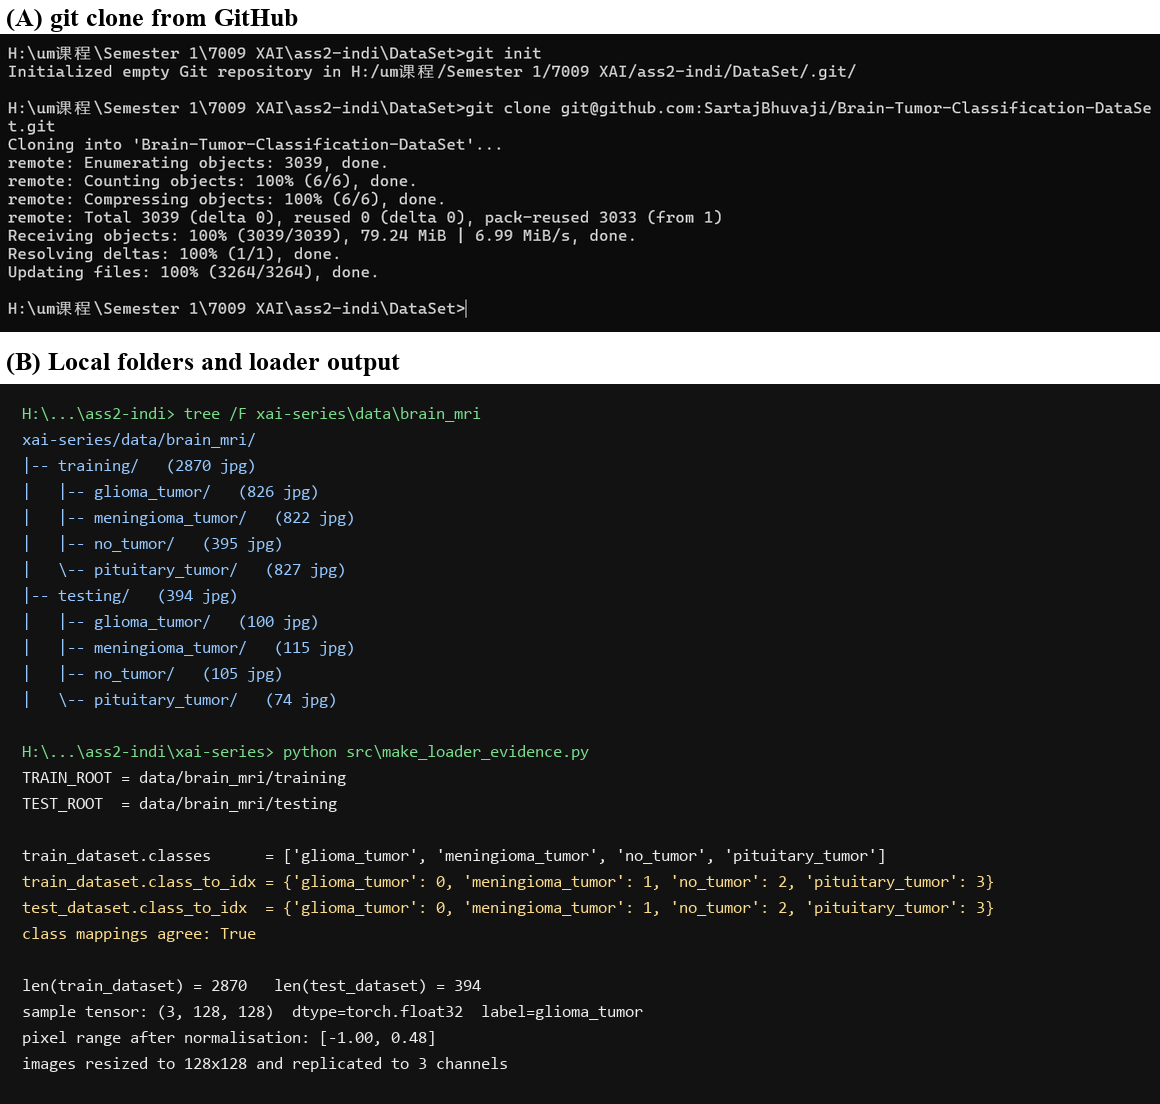 (A) git clone from GitHub
H:\um课程\Semester 1\7009 XAI\ass2-indi\DataSet>git init
Initialized empty Git repository in H:/um课程/Semester 1/7009 XAI/ass2-indi/DataSet/.git/
H:\um课程\Semester 1\7009 XAI\ass2-indi\DataSet>git clone git@github.com:SartajBhuvaji/Brain-Tumor-Classification-DataSe
t.git
Cloning into 'Brain-Tumor-Classification-DataSet'...
remote: Enumerating objects: 3039, done.
remote: Counting objects: 100% (6/6), done.
remote: Compressing objects: 100% (6/6), done.
remote: Total 3039 (delta 0), reused 0 (delta 0), pack-reused 3033 (from 1)
Receiving objects: 100% (3039/3039), 79.24 MiB | 6.99 MiB/s, done.
Resolving deltas: 100% (1/1), done.
Updating files: 100% (3264/3264), done.
H:\um课程\Semester 1\7009 XAI\ass2-indi\DataSet>
(B) Local folders and loader output
H:\...\ass2-indi> tree /F xai-series\data\brain_mri
xai-series/data/brain_mri/
|-- training/   (2870 jpg)
|   |-- glioma_tumor/   (826 jpg)
|   |-- meningioma_tumor/   (822 jpg)
|   |-- no_tumor/   (395 jpg)
|   \-- pituitary_tumor/   (827 jpg)
|-- testing/   (394 jpg)
|   |-- glioma_tumor/   (100 jpg)
|   |-- meningioma_tumor/   (115 jpg)
|   |-- no_tumor/   (105 jpg)
|   \-- pituitary_tumor/   (74 jpg)
H:\...\ass2-indi\xai-series> python src\make_loader_evidence.py
TRAIN_ROOT = data/brain_mri/training
TEST_ROOT  = data/brain_mri/testing
train_dataset.classes      = ['glioma_tumor', 'meningioma_tumor', 'no_tumor', 'pituitary_tumor']
train_dataset.class_to_idx = {'glioma_tumor': 0, 'meningioma_tumor': 1, 'no_tumor': 2, 'pituitary_tumor': 3}
test_dataset.class_to_idx  = {'glioma_tumor': 0, 'meningioma_tumor': 1, 'no_tumor': 2, 'pituitary_tumor': 3}
class mappings agree: True
len(train_dataset) = 2870   len(test_dataset) = 394
sample tensor: (3, 128, 128)  dtype=torch.float32  label=glioma_tumor
pixel range after normalisation: [-1.00, 0.48]
images resized to 128x128 and replicated to 3 channels